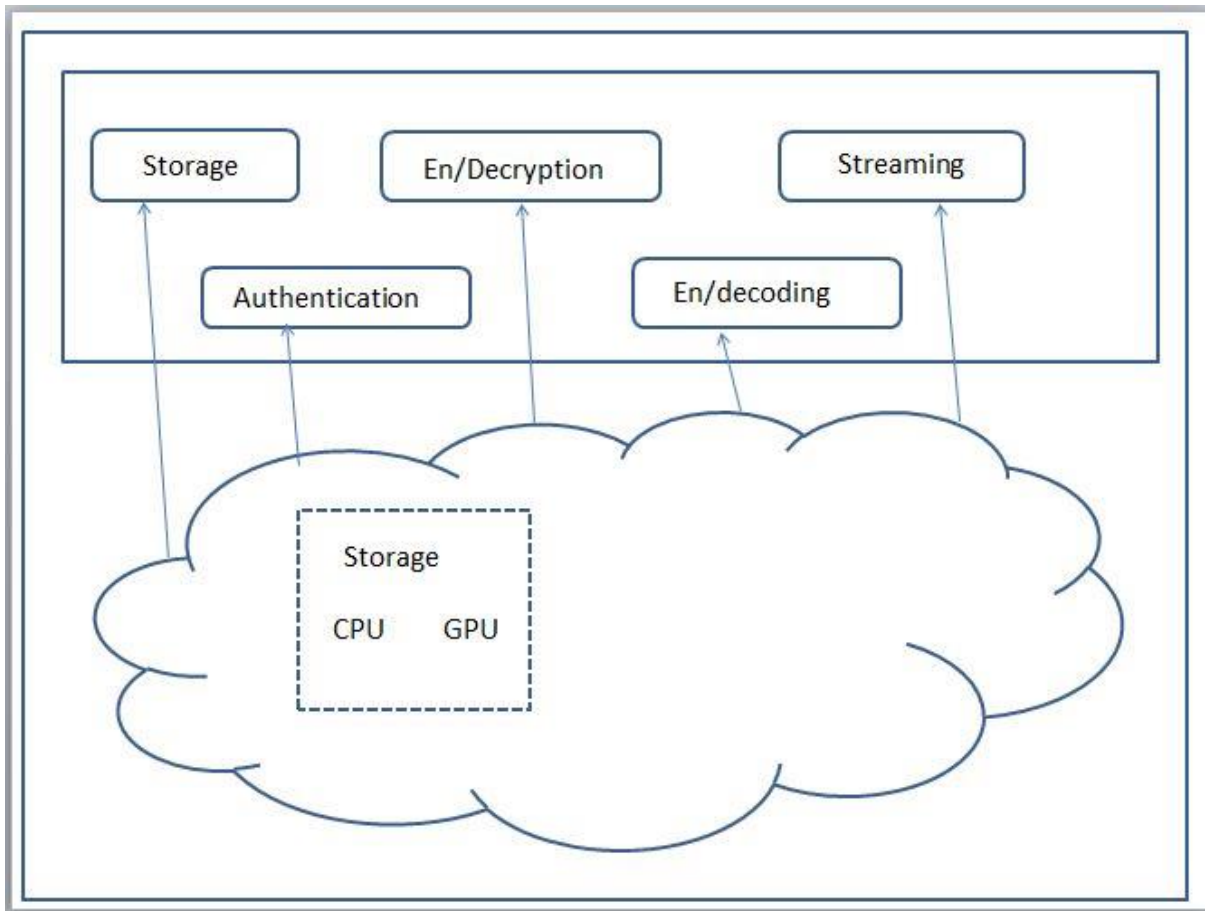 Storage
En/Decryption
Streaming
Authentication
En/decoding
Storage
CPU GPU